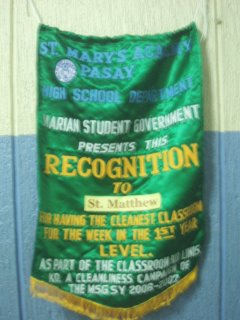 ST. MARY'S ACADEMY
PASAY
HIGH SCHOOL DEPARTMENT
MARIAN STUDENT GOVERNMENT
PRESENTS THIS
RECOGNITION
TO
St. Matthew
FOR HAVING THE CLEANEST CLASSROOM
FOR THE WEEK IN THE 1ST YEAR
LEVEL.
AS PART OF THE CLASSROOM
A CLEANLINESS CAMPAIGN OF
THE MSG SY 2006-2007